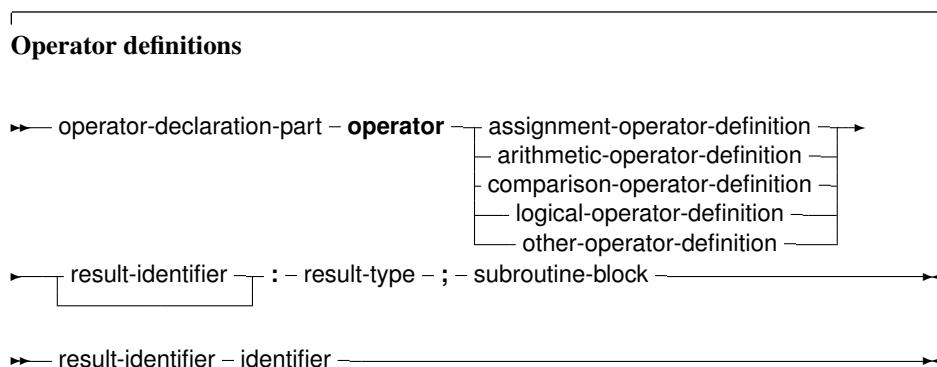 Operator definitions
operator-declaration-part operator assignment-operator-definition
arithmetic-operator-definition
comparison-operator-definition
logical-operator-definition
other-operator-definition
result-identifier : result-type ; subroutine-block
result-identifier identifier